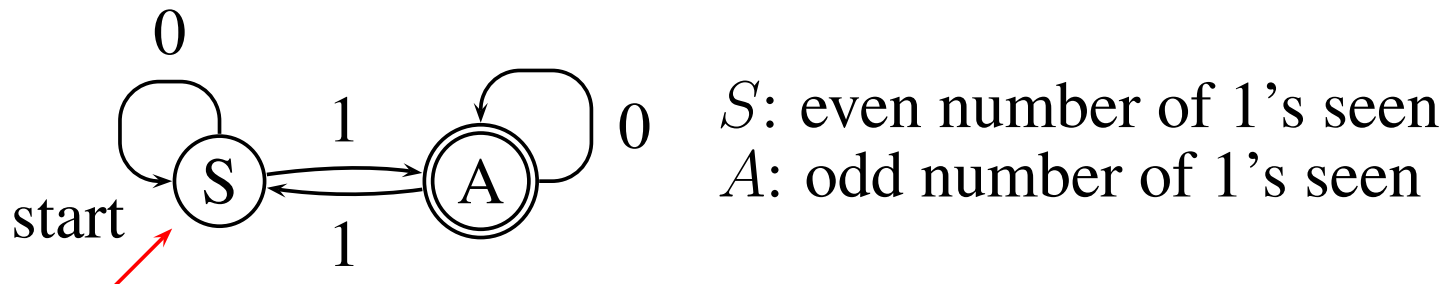 0
1
0
S: even number of 1's seen
S
A
A: odd number of 1's seen
start
1